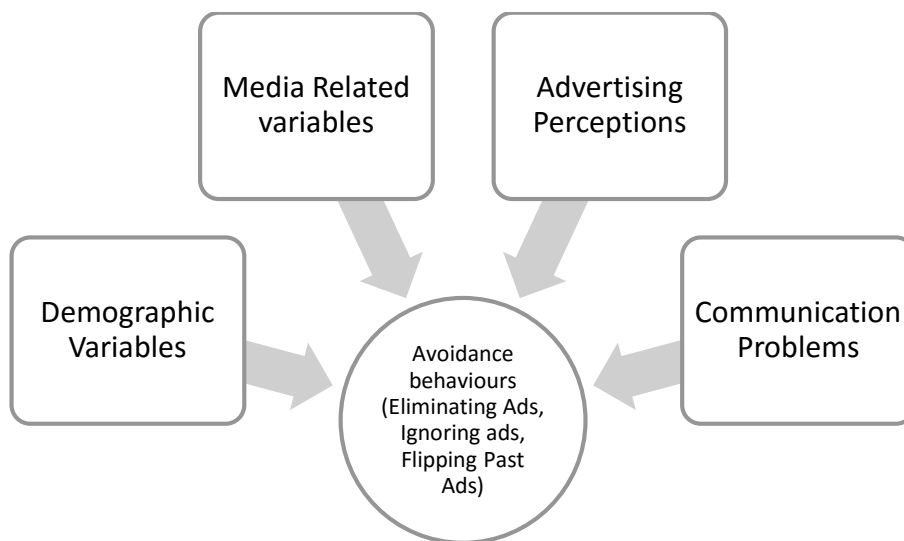 Media Related
variables
Advertising
Perceptions
Demographic
Variables
Communication
Problems
Avoidance
behaviours
(Eliminating Ads,
Ignoring ads,
Flipping Past
Ads)